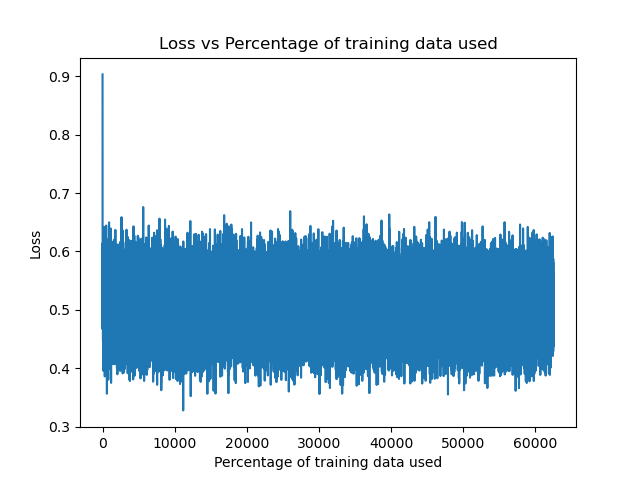 Loss vs Percentage of training data used
0.9
0.8
0.7
0.6
0.5
0.4
0.3
Loss
0 10000 20000 30000 40000 50000 60000
Percentage of training data used